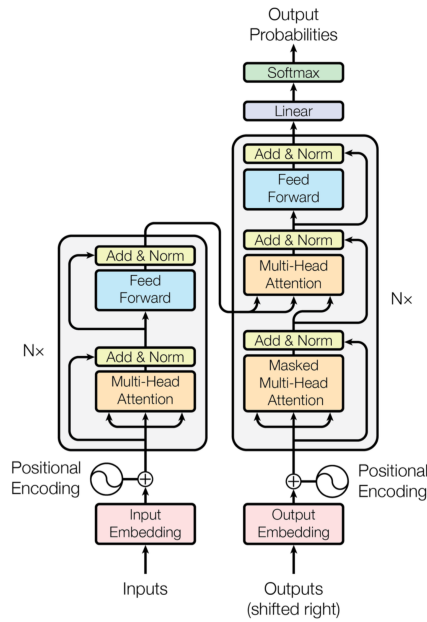 Output
Probabilities
Softmax
Linear
Add & Norm
Feed
Forward
Add & Norm
Multi-Head
Attention
Add & Norm
Masked
Multi-Head
Attention
N×
Positional
Encoding
Output
Embedding
Outputs
(shifted right)
Add & Norm
Feed
Forward
Add & Norm
Multi-Head
Attention
N×
Positional
Encoding
Input
Embedding
Inputs